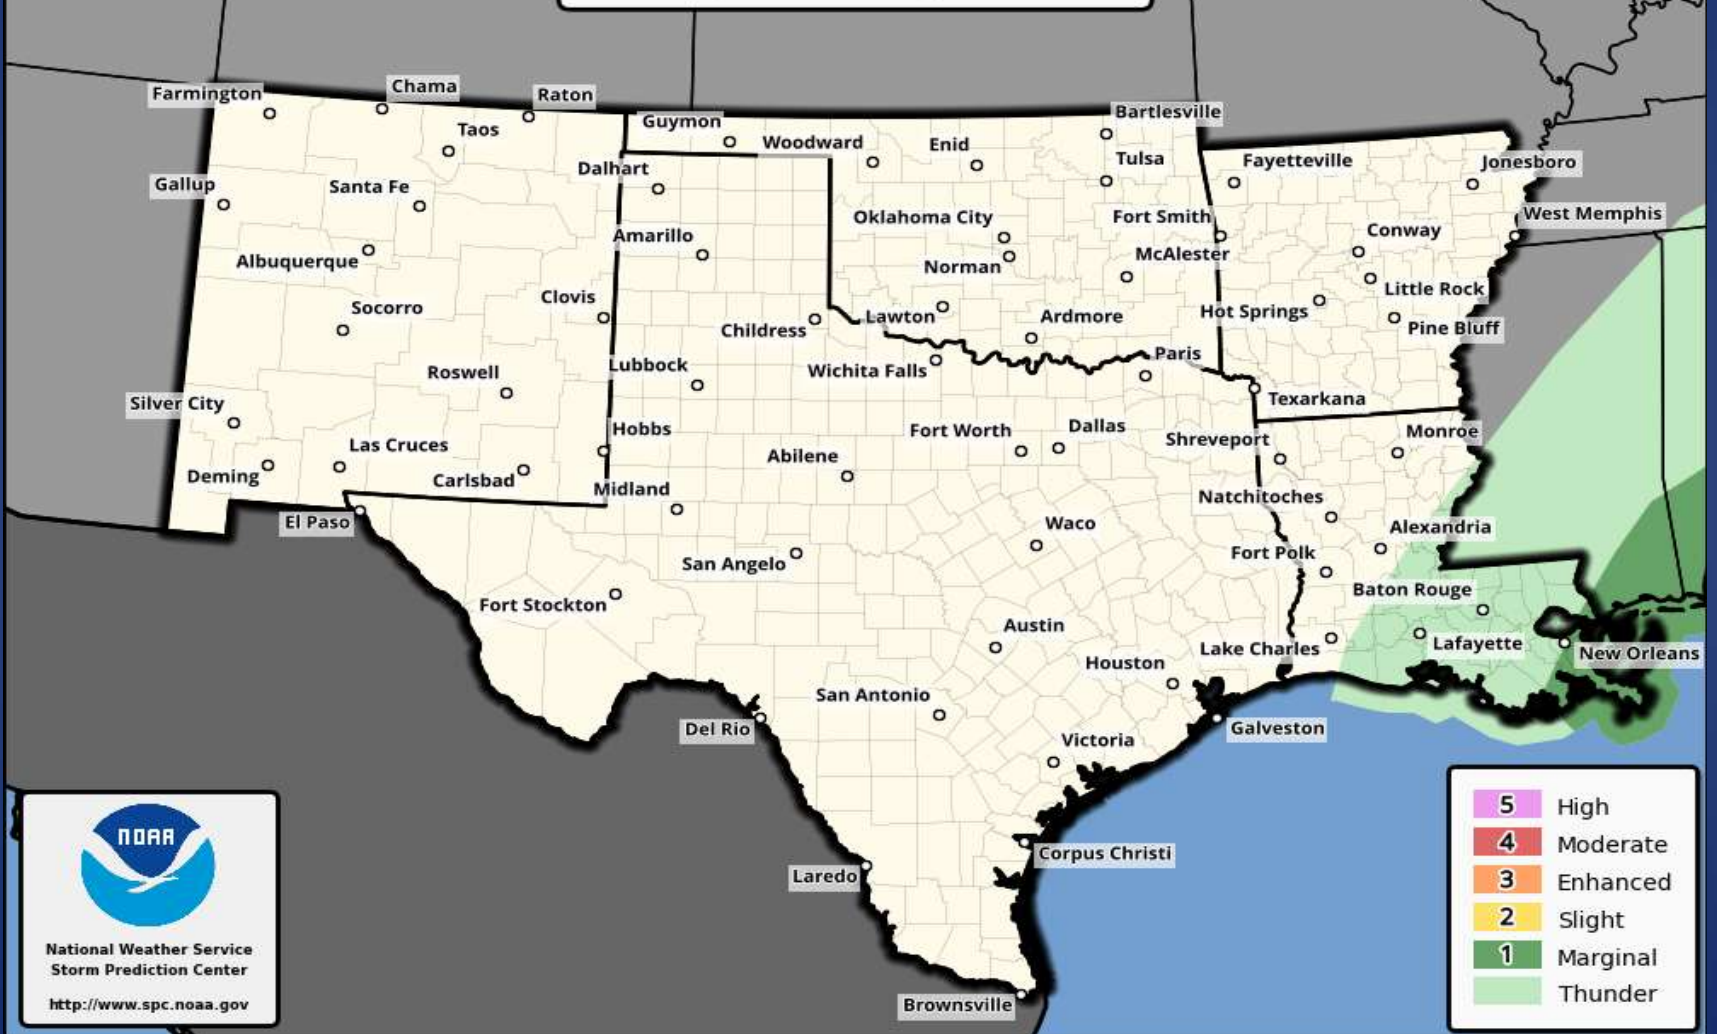 Farmington
Chama
Raton
Taos
Guymon
Woodward
Enid
Bartlesville
Tulsa
Fayetteville
Jonesboro
Gallup
Santa Fe
Dalhart
Oklahoma City
Fort Smith
West Memphis
Conway
Albuquerque
Amarillo
Norman
McAlester
Little Rock
Socorro
Clovis
Childress
Lawton
Ardmore
Hot Springs
Pine Bluff
Roswell
Lubbock
Wichita Falls
Paris
Texarkana
Silver City
Las Cruces
Hobbs
Fort Worth
Dallas
Shreveport
Monroe
Deming
Carlsbad
Midland
Abilene
Natchitoches
El Paso
San Angelo
Waco
Fort Polk
Alexandria
Fort Stockton
Baton Rouge
Austin
Houston
Lake Charles
Lafayette
New Orleans
San Antonio
Del Rio
Victoria
Galveston
Laredo
Corpus Christi
Brownsville
NOAA
National Weather Service
Storm Prediction Center
http://www.spc.noaa.gov
5 High
4 Moderate
3 Enhanced
2 Slight
1 Marginal
Thunder